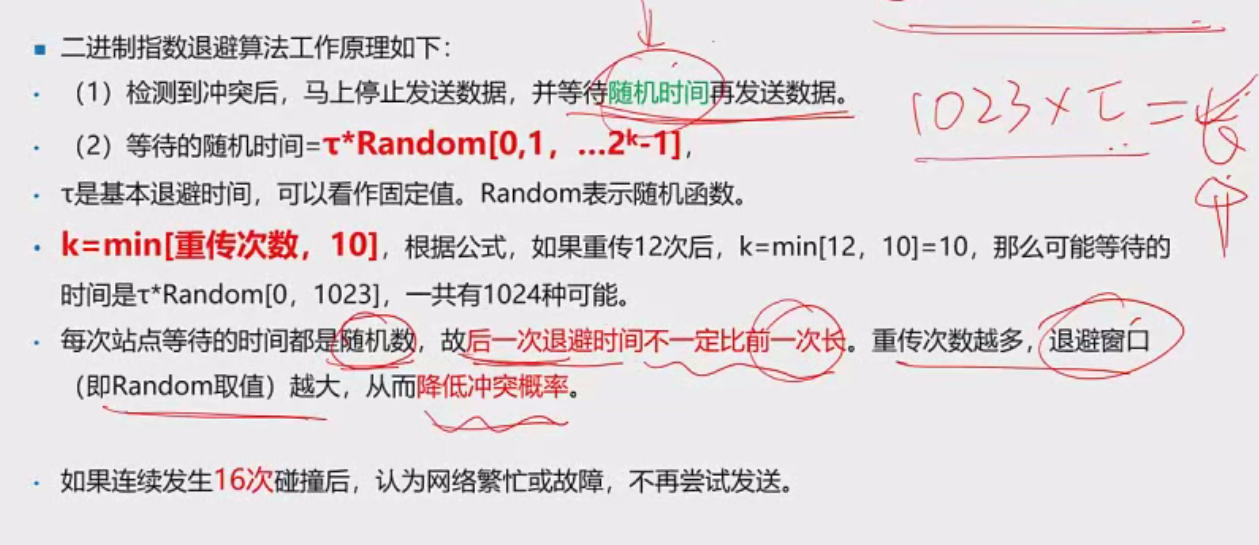 二进制指数退避算法工作原理如下：
（1）检测到冲突后，马上停止发送数据，并等待随机时间再发送数据。
1023×τ=长
（2）等待的随机时间=τ*Random[0,1，…2ᵏ-1]，
τ是基本退避时间，可以看作固定值。Random表示随机函数。
k=min[重传次数，10]，根据公式，如果重传12次后，k=min[12，10]=10，那么可能等待的
时间是τ*Random[0，1023]，一共有1024种可能。
每次站点等待的时间都是随机数，故后一次退避时间不一定比前一次长。重传次数越多，退避窗口
（即Random取值）越大，从而降低冲突概率。
如果连续发生16次碰撞后，认为网络繁忙或故障，不再尝试发送。